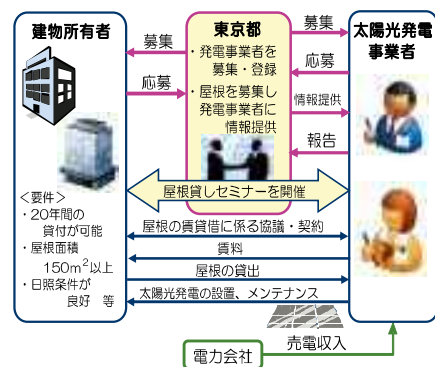 建物所有者
＜要件＞
・20年間の
貸付が可能
・屋根面積
150m²以上
・日照条件が
良好 等
募集
応募
東京都
・発電事業者を
募集・登録
・屋根を募集し
発電事業者に
情報提供
募集
応募
情報提供
報告
太陽光発電
事業者
屋根貸しセミナーを開催
屋根の賃貸借に係る協議・契約
賃料
屋根の貸出
太陽光発電の設置、メンテナンス
売電収入
電力会社